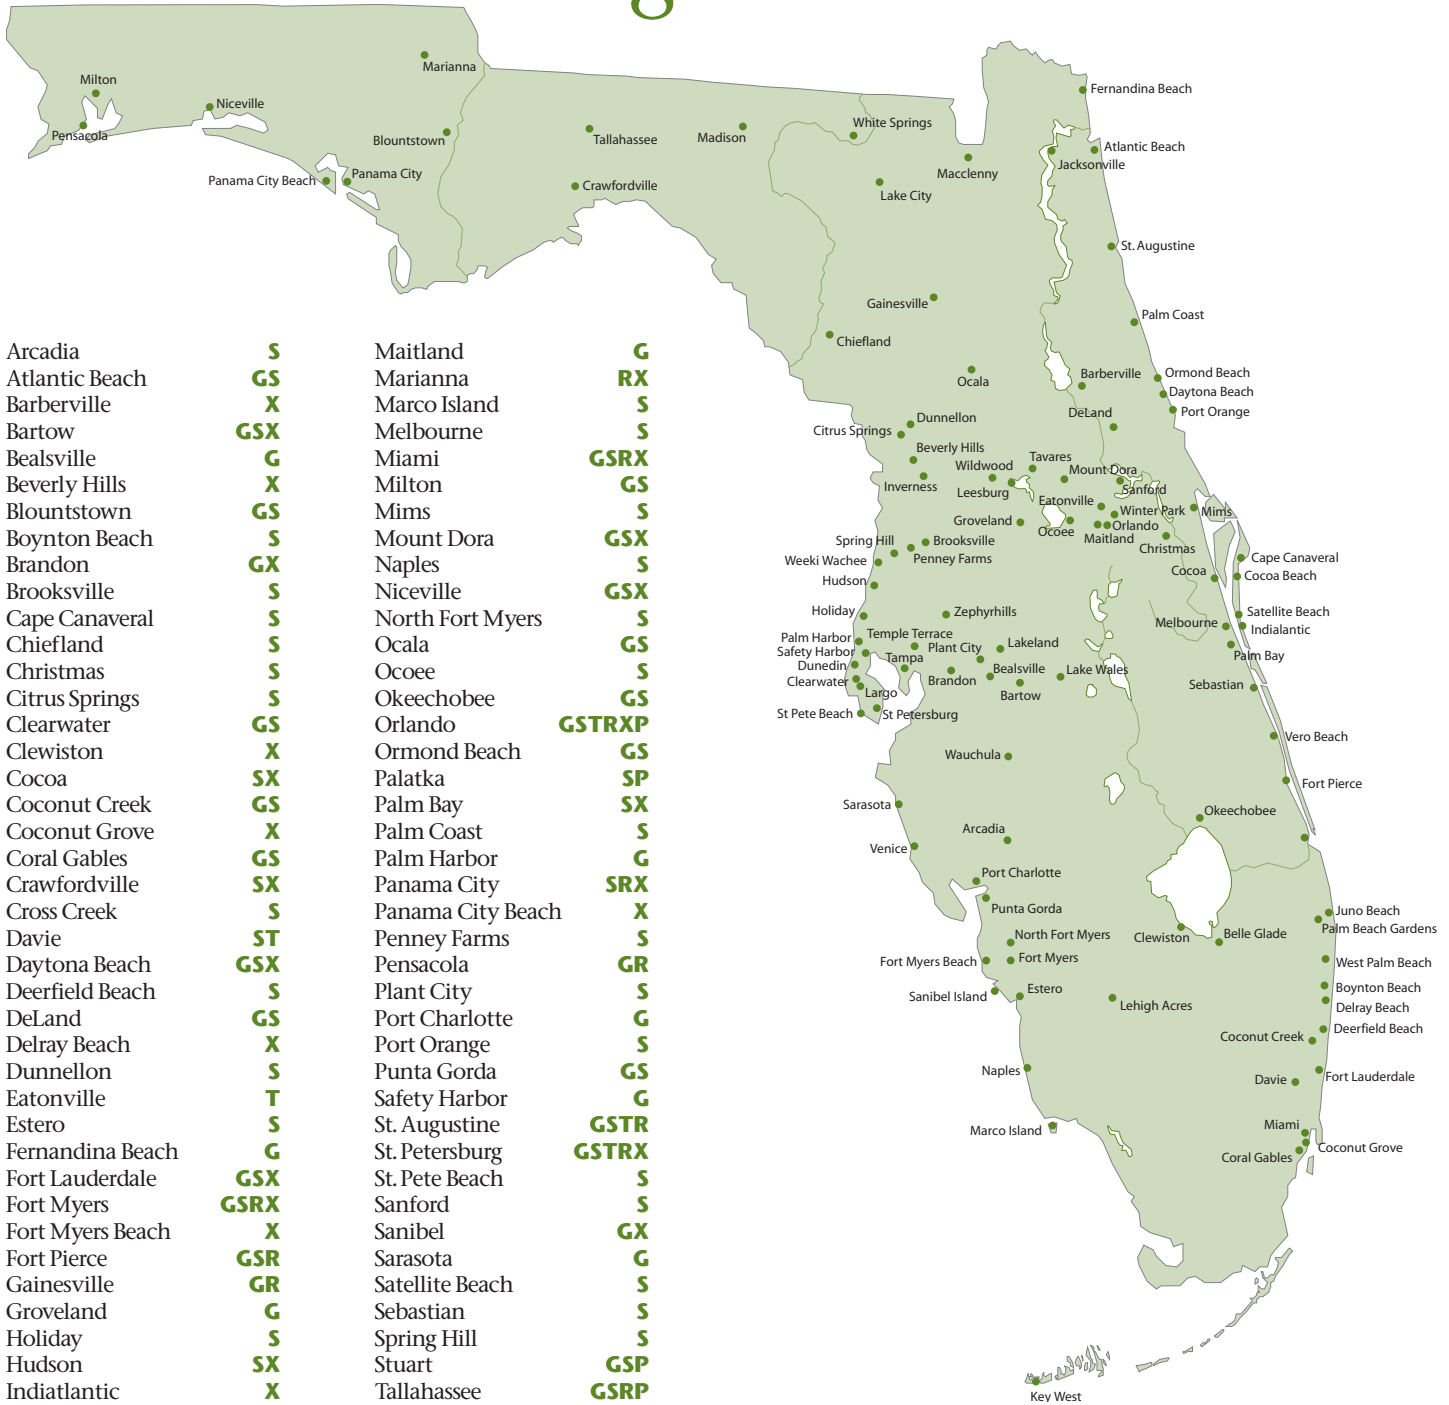 g
Marianna
Milton
Niceville
Pensacola
Blountstown
Tallahassee
Madison
White Springs
Fernandina Beach
Atlantic Beach
Jacksonville
Macclenny
Panama City Beach
Panama City
Crawfordville
Lake City
St. Augustine
Gainesville
Palm Coast
Chiefland
Ocala
Barberville
Ormond Beach
Daytona Beach
Port Orange
DeLand
Dunnellon
Citrus Springs
Beverly Hills
Wildwood
Tavares
Mount Dora
Inverness
Leesburg
Sanford
Eatonville
Winter Park
Mims
Groveland
Ocoee
Orlando
Maitland
Christmas
Spring Hill
Brooksville
Weeki Wachee
Penney Farms
Cape Canaveral
Hudson
Cocoa
Cocoa Beach
Holiday
Zephyrhills
Satellite Beach
Melbourne
Indialantic
Palm Harbor
Temple Terrace
Safety Harbor
Plant City
Lakeland
Palm Bay
Dunedin
Tampa
Clearwater
Brandon
Bealsville
Lake Wales
Largo
Bartow
Sebastian
St Pete Beach
St Petersburg
Vero Beach
Wauchula
Fort Pierce
Sarasota
Okeechobee
Arcadia
Venice
Port Charlotte
Punta Gorda
Juno Beach
Palm Beach Gardens
North Fort Myers
Clewiston
Belle Glade
Fort Myers Beach
Fort Myers
West Palm Beach
Sanibel Island
Estero
Boynton Beach
Lehigh Acres
Delray Beach
Deerfield Beach
Coconut Creek
Naples
Davie
Fort Lauderdale
Marco Island
Miami
Coconut Grove
Coral Gables
Key West
Arcadia S
Atlantic Beach GS
Barberville X
Bartow GSX
Bealsville G
Beverly Hills X
Blountstown GS
Boynton Beach S
Brandon GX
Brooksville S
Cape Canaveral S
Chiefland S
Christmas S
Citrus Springs S
Clearwater GS
Clewiston X
Cocoa SX
Coconut Creek GS
Coconut Grove X
Coral Gables GS
Crawfordville SX
Cross Creek S
Davie ST
Daytona Beach GSX
Deerfield Beach S
DeLand GS
Delray Beach X
Dunnellon S
Eatonville T
Estero S
Fernandina Beach G
Fort Lauderdale GSX
Fort Myers GSRX
Fort Myers Beach X
Fort Pierce GSR
Gainesville GR
Groveland G
Holiday S
Hudson SX
Indiatlantic X
Maitland G
Marianna RX
Marco Island S
Melbourne S
Miami GSRX
Milton GS
Mims S
Mount Dora GSX
Naples S
Niceville GSX
North Fort Myers S
Ocala GS
Ocoee S
Okeechobee GS
Orlando GSTRXP
Ormond Beach GS
Palatka SP
Palm Bay SX
Palm Coast S
Palm Harbor G
Panama City SRX
Panama City Beach X
Penney Farms S
Pensacola GR
Plant City S
Port Charlotte G
Port Orange S
Punta Gorda GS
Safety Harbor G
St. Augustine GSTR
St. Petersburg GSTRX
St. Pete Beach S
Sanford S
Sanibel GX
Sarasota G
Satellite Beach S
Sebastian S
Spring Hill S
Stuart GSP
Tallahassee GSRP